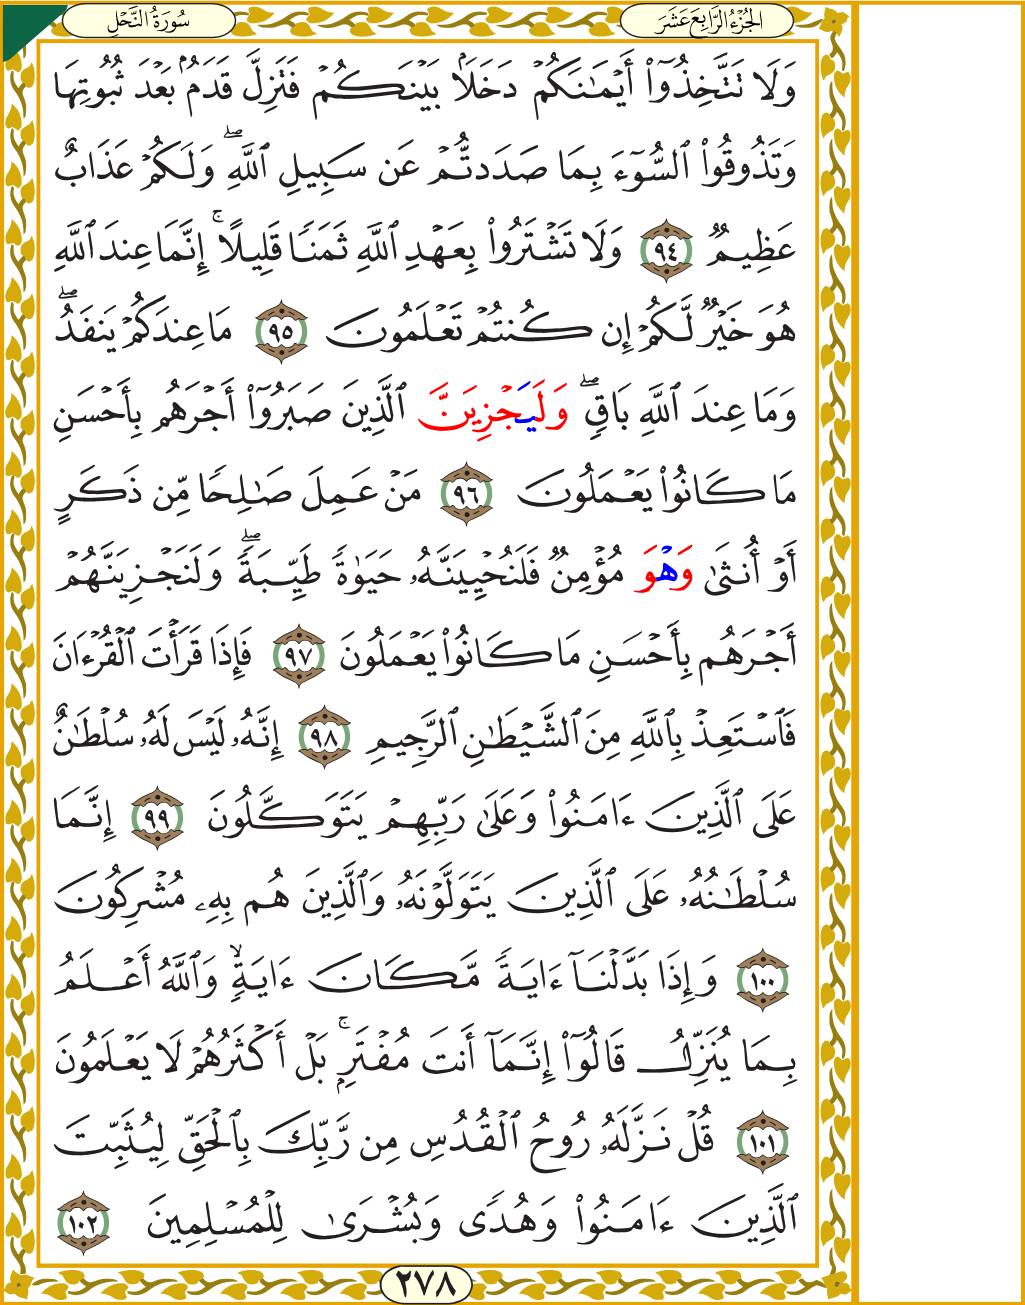 الجُزْءُ الرَّابِعَ عَشَرَ
سُورَةُ النَّحْلِ
وَلَا تَتَّخِذُوٓا۟ أَيْمَٰنَكُمْ دَخَلًۢا بَيْنَكُمْ فَتَزِلَّ قَدَمٌۢ بَعْدَ ثُبُوتِهَا
وَتَذُوقُوا۟ ٱلسُّوٓءَ بِمَا صَدَدتُّمْ عَن سَبِيلِ ٱللَّهِ ۖ وَلَكُمْ عَذَابٌ
عَظِيمٌ ٩٤ وَلَا تَشْتَرُوا۟ بِعَهْدِ ٱللَّهِ ثَمَنًا قَلِيلًا ۚ إِنَّمَا عِندَ ٱللَّهِ
هُوَ خَيْرٌ لَّكُمْ إِن كُنتُمْ تَعْلَمُونَ ٩٥ مَا عِندَكُمْ يَنفَدُ ۖ
وَمَا عِندَ ٱللَّهِ بَاقٍ ۖ وَلَيَجْزِيَنَّ ٱلَّذِينَ صَبَرُوٓا۟ أَجْرَهُم بِأَحْسَنِ
مَا كَانُوا۟ يَعْمَلُونَ ٩٦ مَنْ عَمِلَ صَٰلِحًا مِّن ذَكَرٍ
أَوْ أُنثَىٰ وَهْوَ مُؤْمِنٌ فَلَنُحْيِيَنَّهُۥ حَيَوٰةً طَيِّبَةً ۖ وَلَنَجْزِيَنَّهُمْ
أَجْرَهُم بِأَحْسَنِ مَا كَانُوا۟ يَعْمَلُونَ ٩٧ فَإِذَا قَرَأْتَ ٱلْقُرْءَانَ
فَٱسْتَعِذْ بِٱللَّهِ مِنَ ٱلشَّيْطَٰنِ ٱلرَّجِيمِ ٩٨ إِنَّهُۥ لَيْسَ لَهُۥ سُلْطَٰنٌ
عَلَى ٱلَّذِينَ ءَامَنُوا۟ وَعَلَىٰ رَبِّهِمْ يَتَوَكَّلُونَ ٩٩ إِنَّمَا
سُلْطَٰنُهُۥ عَلَى ٱلَّذِينَ يَتَوَلَّوْنَهُۥ وَٱلَّذِينَ هُم بِهِۦ مُشْرِكُونَ
١٠٠ وَإِذَا بَدَّلْنَآ ءَايَةً مَّكَانَ ءَايَةٍ ۙ وَٱللَّهُ أَعْلَمُ
بِمَا يُنَزِّلُ قَالُوٓا۟ إِنَّمَآ أَنتَ مُفْتَرٍۭ ۚ بَلْ أَكْثَرُهُمْ لَا يَعْلَمُونَ
١٠١ قُلْ نَزَّلَهُۥ رُوحُ ٱلْقُدُسِ مِن رَّبِّكَ بِٱلْحَقِّ لِيُثَبِّتَ
ٱلَّذِينَ ءَامَنُوا۟ وَهُدًى وَبُشْرَىٰ لِلْمُسْلِمِينَ ١٠٢
٢٧٨